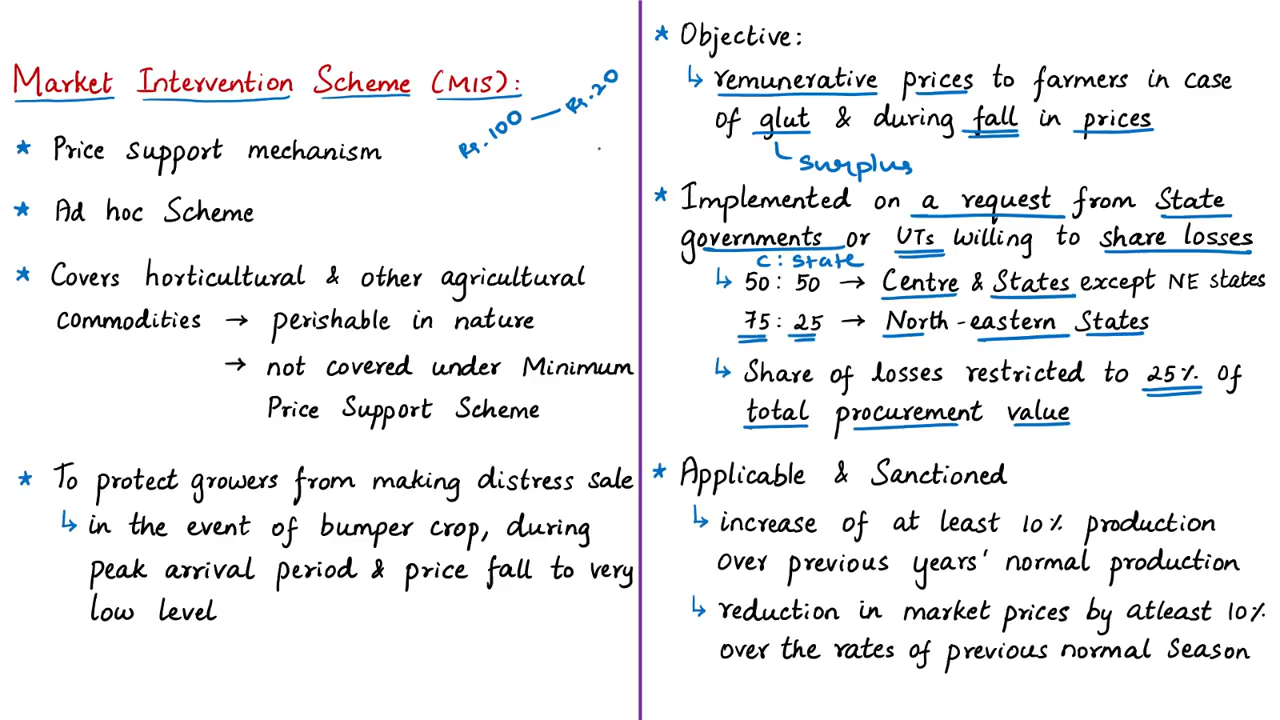 Market Intervention Scheme (MIS):
Rs.100 — Rs.20
* Price support mechanism
* Ad hoc Scheme
* Covers horticultural & other agricultural
commodities → perishable in nature
→ not covered under Minimum
Price Support Scheme
* To protect growers from making distress sale
↳ in the event of bumper crop, during
peak arrival period & price fall to very
low level
* Objective:
↳ remunerative prices to farmers in case
of glut & during fall in prices
surplus
* Implemented on a request from State
governments or UTs willing to share losses
c : state
↳ 50 : 50 → Centre & States except NE states
75 : 25 → North-eastern States
↳ Share of losses restricted to 25% of
total procurement value
* Applicable & Sanctioned
↳ increase of at least 10% production
over previous years' normal production
↳ reduction in market prices by atleast 10%
over the rates of previous normal season